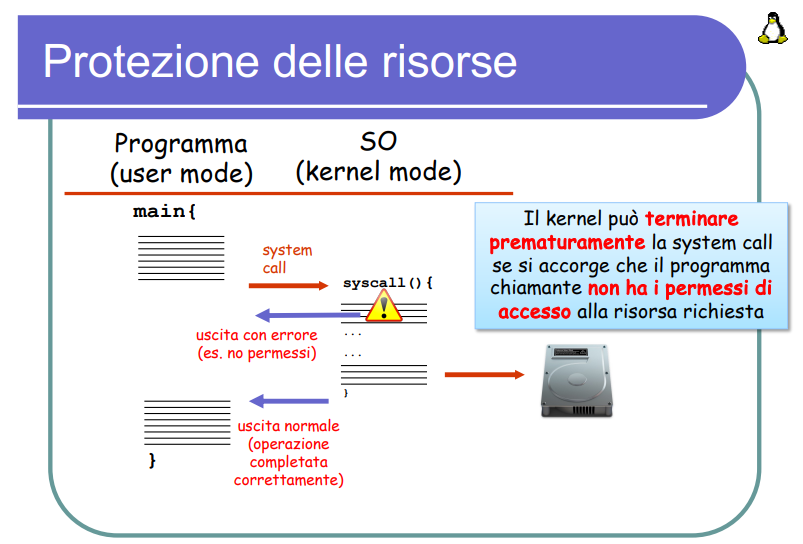 Protezione delle risorse
Programma
(user mode)
SO
(kernel mode)
main{
system
call
syscall(){
uscita con errore
(es. no permessi)
...
...
}
uscita normale
(operazione
completata
correttamente)
}
Il kernel può terminare
prematuramente la system call
se si accorge che il programma
chiamante non ha i permessi di
accesso alla risorsa richiesta